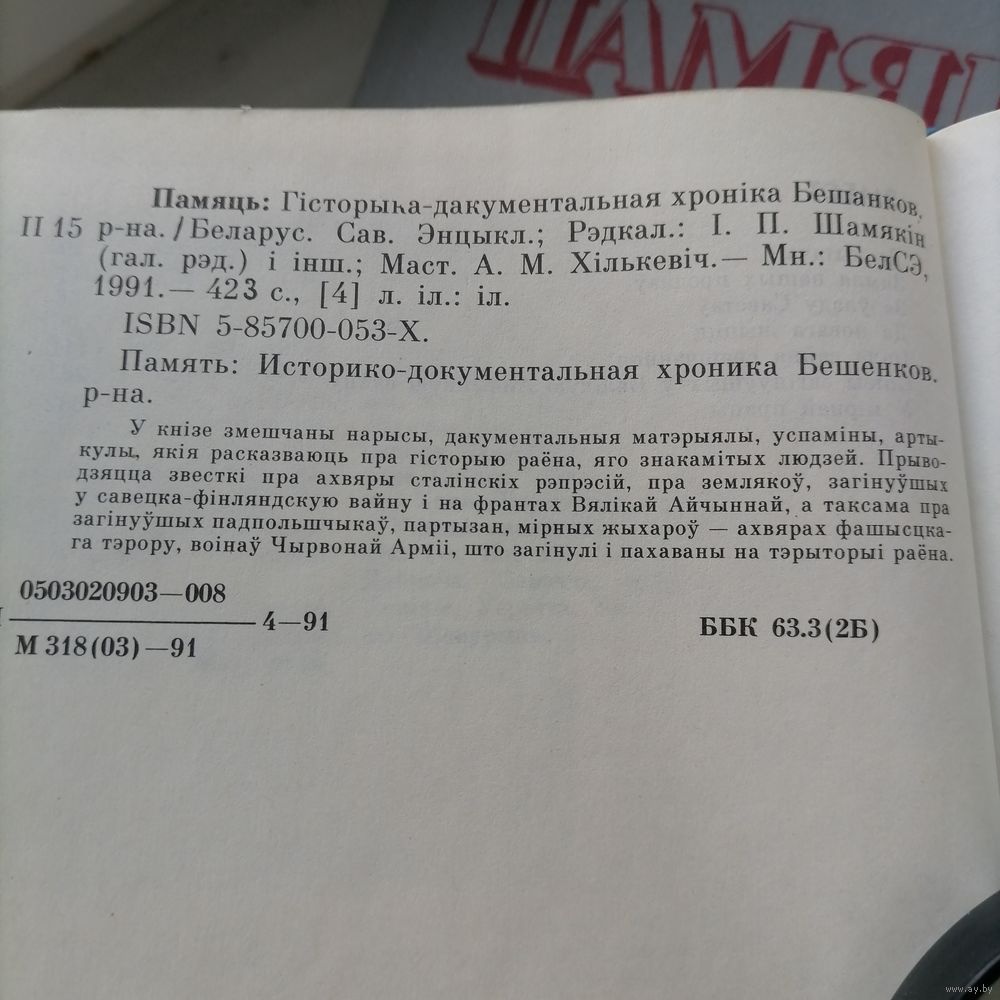 Памяць: Гісторыка-дакументальная хроніка Бешанков.
П 15 р-на. / Беларус. Сав. Энцыкл.; Рэдкал.: І. П. Шамякін
(гал. рэд.) і інш.; Маст. А. М. Хількевіч.— Мн.: БелСЭ,
1991.— 423 с., [4] л. іл.: іл.
ISBN 5-85700-053-X.
Память: Историко-документальная хроника Бешенков.
р-на.
У кнізе змешчаны нарысы, дакументальныя матэрыялы, успаміны, арты-
кулы, якія расказваюць пра гісторыю раёна, яго знакамітых людзей. Прыво-
дзяцца звесткі пра ахвяры сталінскіх рэпрэсій, пра землякоў, загінуўшых
у савецка-фінляндскую вайну і на франтах Вялікай Айчыннай, а таксама пра
загінуўшых падпольшчыкаў, партызан, мірных жыхароў — ахвярах фашысцка-
га тэрору, воінаў Чырвонай Арміі, што загінулі і пахаваны на тэрыторыі раёна.
0503020903—008
4—91
М 318(03)—91
ББК 63.3(2Б)
www.ay.by